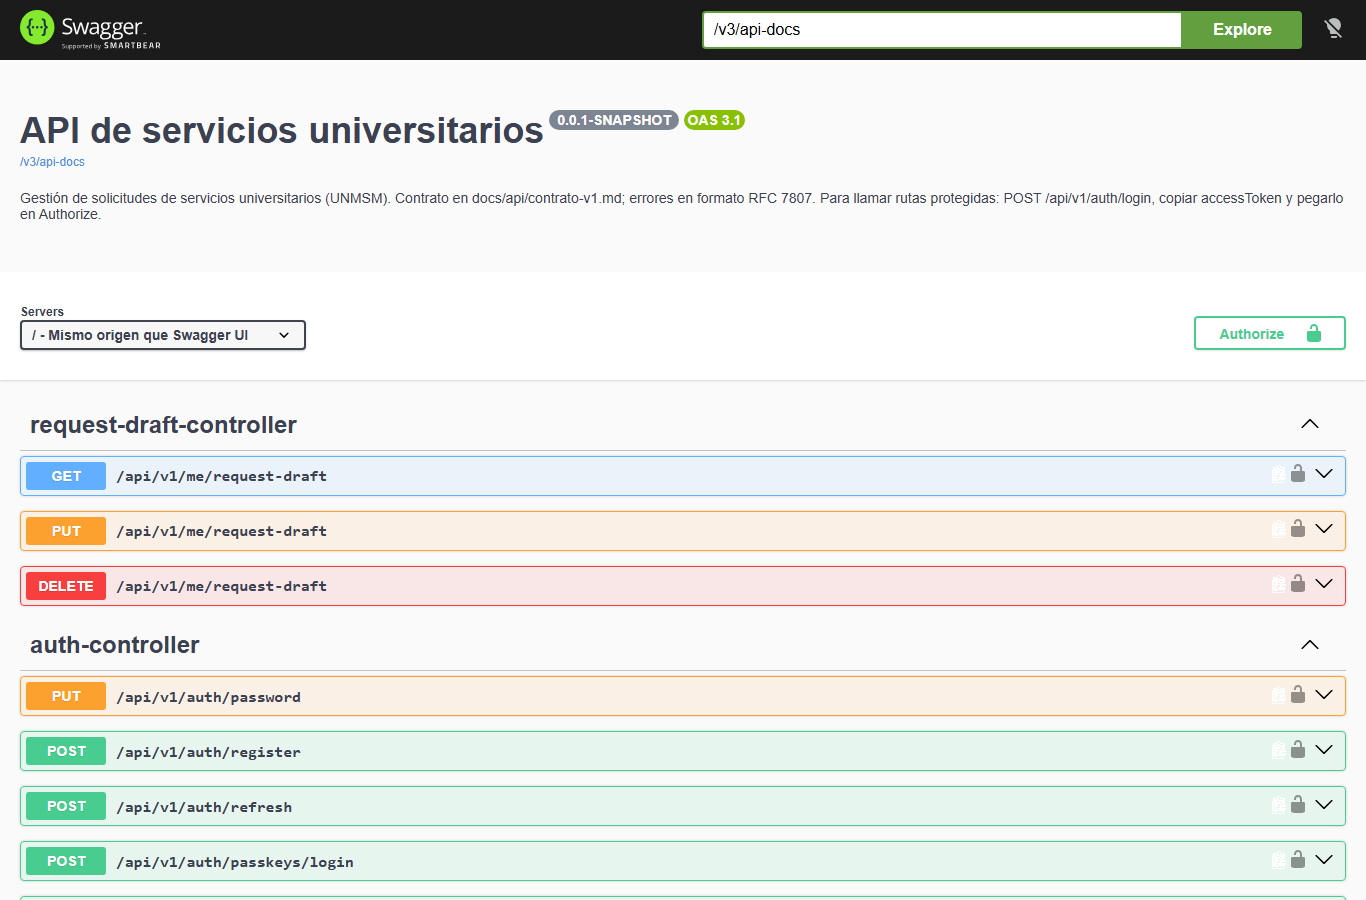 Swagger
Supported by SMARTBEAR
/v3/api-docs
Explore
API de servicios universitarios
0.0.1-SNAPSHOT
OAS 3.1
/v3/api-docs
Gestión de solicitudes de servicios universitarios (UNMSM). Contrato en docs/api/contrato-v1.md; errores en formato RFC 7807. Para llamar rutas protegidas: POST /api/v1/auth/login, copiar accessToken y pegarlo
en Authorize.
Servers
/ - Mismo origen que Swagger UI
Authorize
request-draft-controller
GET /api/v1/me/request-draft
PUT /api/v1/me/request-draft
DELETE /api/v1/me/request-draft
auth-controller
PUT /api/v1/auth/password
POST /api/v1/auth/register
POST /api/v1/auth/refresh
POST /api/v1/auth/passkeys/login